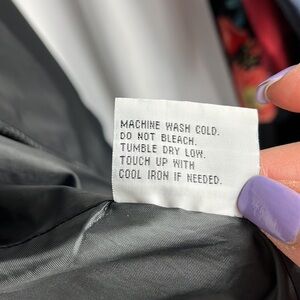 MACHINE WASH COLD.
DO NOT BLEACH.
TUMBLE DRY LOW.
TOUCH UP WITH
COOL IRON IF NEEDED.